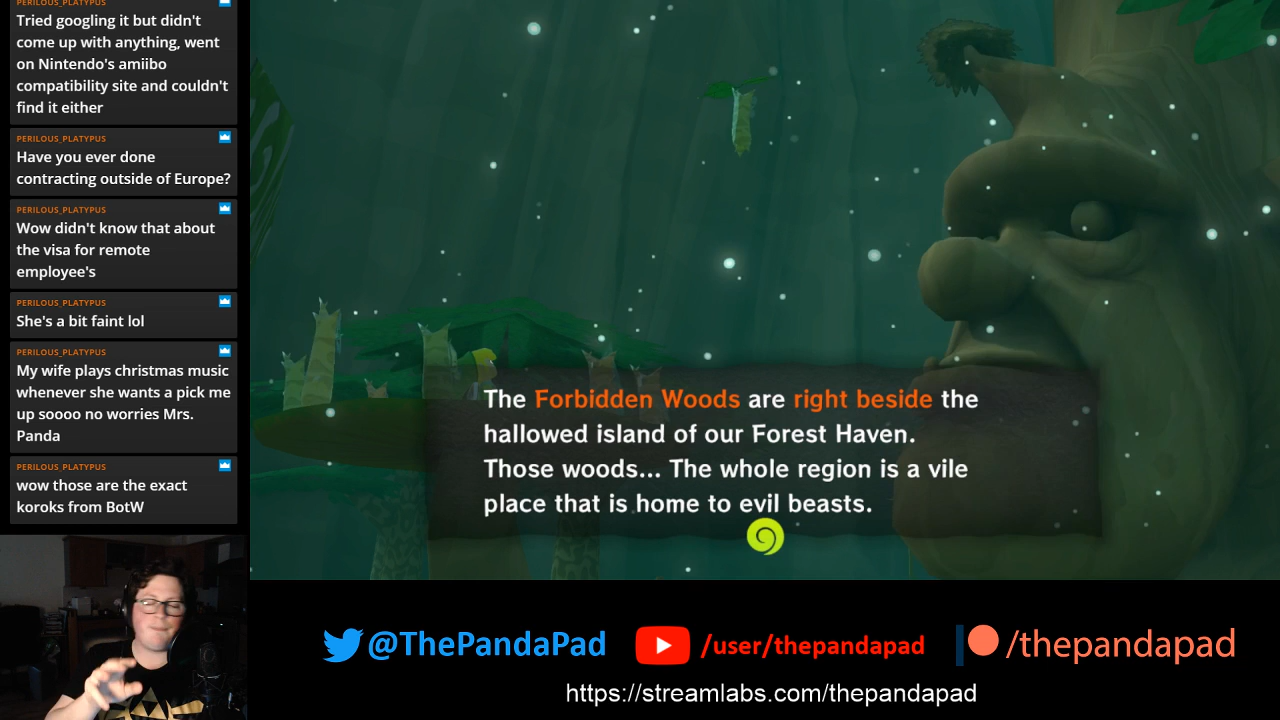 PERILOUS_PLATYPUS
Tried googling it but didn't
come up with anything, went
on Nintendo's amiibo
compatibility site and couldn't
find it either
PERILOUS_PLATYPUS
Have you ever done
contracting outside of Europe?
PERILOUS_PLATYPUS
Wow didn't know that about
the visa for remote
employee's
PERILOUS_PLATYPUS
She's a bit faint lol
PERILOUS_PLATYPUS
My wife plays christmas music
whenever she wants a pick me
up soooo no worries Mrs.
Panda
PERILOUS_PLATYPUS
wow those are the exact
koroks from BotW
The Forbidden Woods are right beside the
hallowed island of our Forest Haven.
Those woods... The whole region is a vile
place that is home to evil beasts.
@ThePandaPad
/user/thepandapad
/thepandapad
https://streamlabs.com/thepandapad